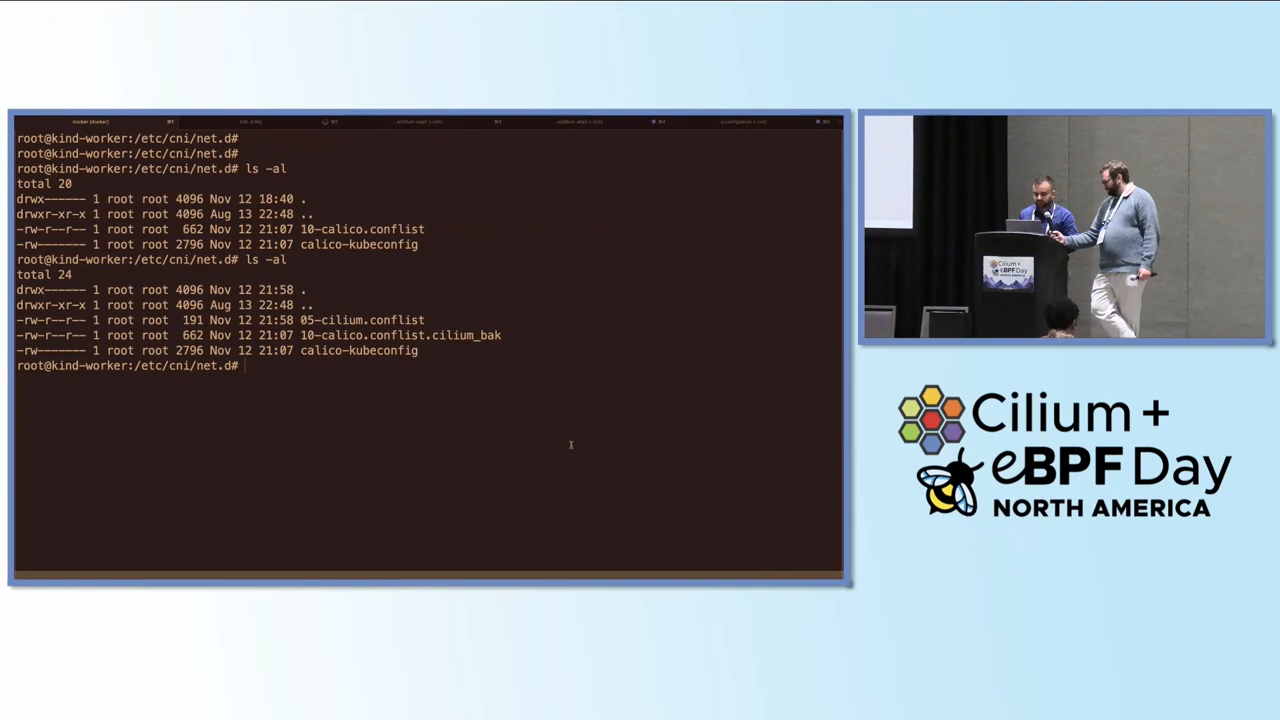 docker (docker)
root@kind-worker:/etc/cni/net.d#
root@kind-worker:/etc/cni/net.d#
root@kind-worker:/etc/cni/net.d# ls -al
total 20
drwx------ 1 root root 4096 Nov 12 18:40 .
drwxr-xr-x 1 root root 4096 Aug 13 22:48 ..
-rw-r--r-- 1 root root  662 Nov 12 21:07 10-calico.conflist
-rw------- 1 root root 2796 Nov 12 21:07 calico-kubeconfig
root@kind-worker:/etc/cni/net.d# ls -al
total 24
drwx------ 1 root root 4096 Nov 12 21:58 .
drwxr-xr-x 1 root root 4096 Aug 13 22:48 ..
-rw-r--r-- 1 root root  191 Nov 12 21:58 05-cilium.conflist
-rw-r--r-- 1 root root  662 Nov 12 21:07 10-calico.conflist.cilium_bak
-rw------- 1 root root 2796 Nov 12 21:07 calico-kubeconfig
root@kind-worker:/etc/cni/net.d#
Cilium +
eBPF Day
Cilium +
eBPF Day
NORTH AMERICA